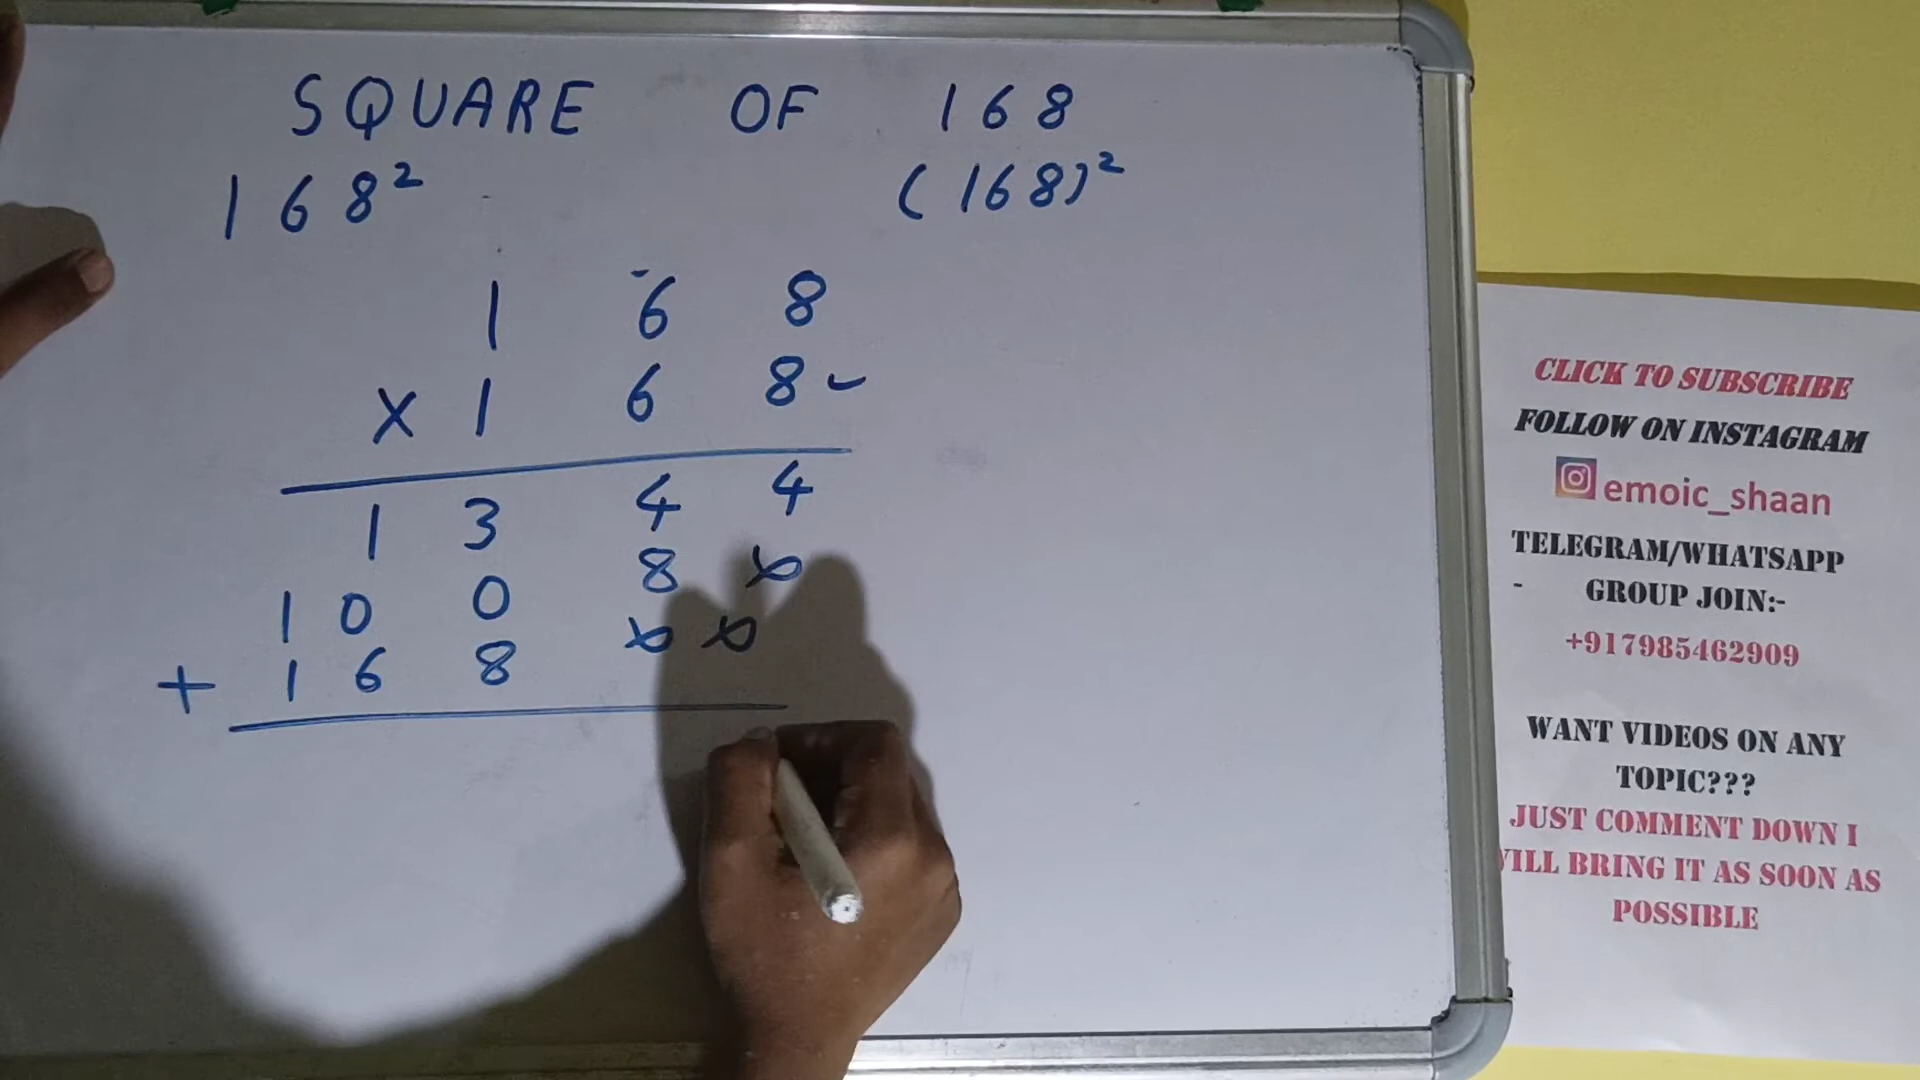 SQUARE OF 168
168² (168)²
1 6 8
X 1 6 8
1 3 4 4
1 0 0 8 x
+ 1 6 8 x x
CLICK TO SUBSCRIBE
FOLLOW ON INSTAGRAM
emoic_shaan
TELEGRAM/WHATSAPP
- GROUP JOIN:-
+917985462909
WANT VIDEOS ON ANY
TOPIC???
JUST COMMENT DOWN I
WILL BRING IT AS SOON AS
POSSIBLE